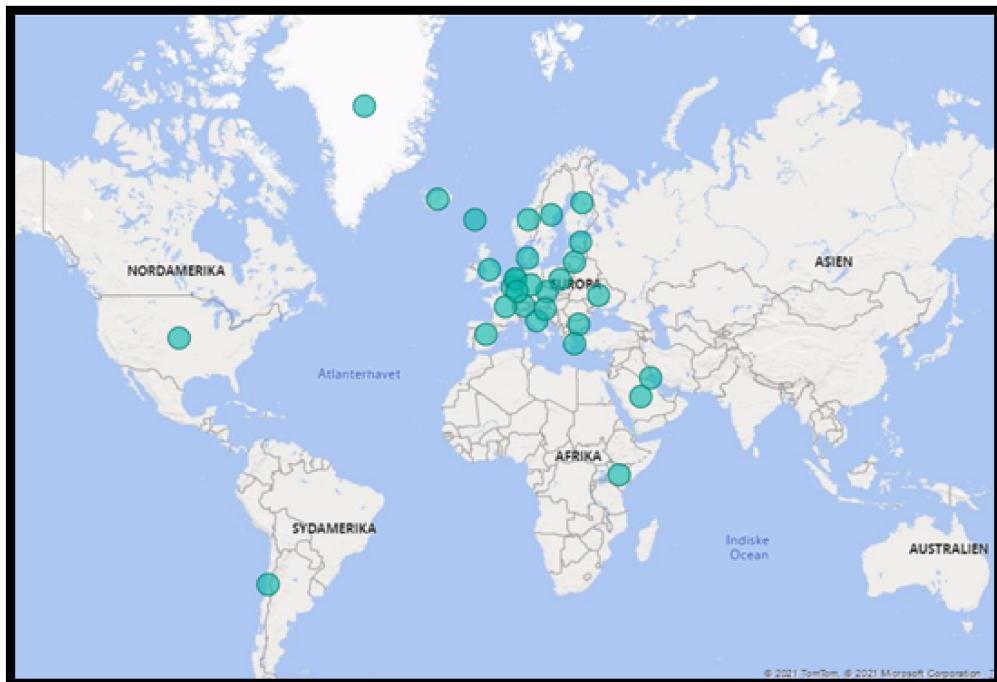 NORDAMERIKA
ASIEN
EUROPA
Atlanterhavet
AFRIKA
SYDAMERIKA
Indiske
Ocean
AUSTRALIEN
© 2021 TomTom, © 2021 Microsoft Corporation